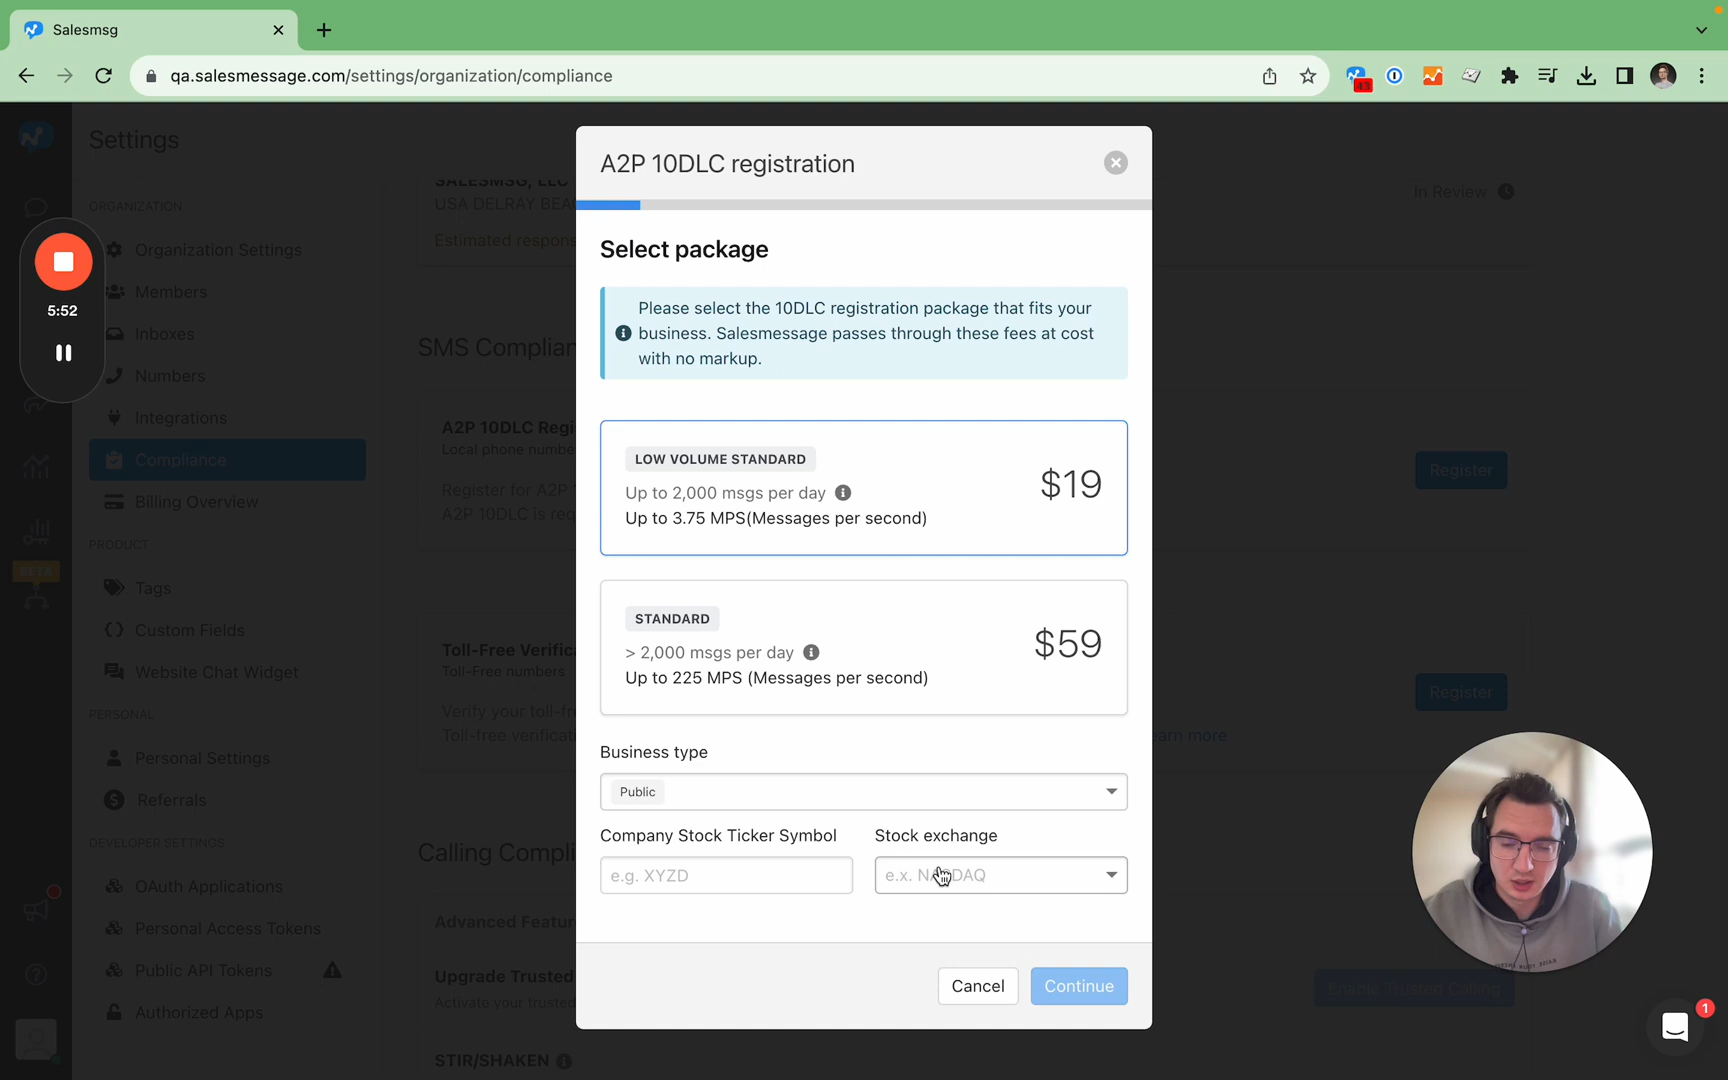 Salesmsg
qa.salesmessage.com/settings/organization/compliance
43
Settings
ORGANIZATION
Organization Settings
Members
Inboxes
Numbers
Integrations
Compliance
Billing Overview
PRODUCT
Tags
Custom Fields
Website Chat Widget
PERSONAL
Personal Settings
Referrals
DEVELOPER SETTINGS
OAuth Applications
Personal Access Tokens
Public API Tokens
Authorized Apps
BETA
5:52
SALESMSG, LLC
USA DELRAY BEA
Estimated respons
In Review
SMS Complian
A2P 10DLC Regi
Local phone numbe
Register for A2P
A2P 10DLC is req
Register
Toll-Free Verifica
Toll-Free numbers
Verify your toll-fr
Toll-free verificat
earn more
Register
Calling Compli
Advanced Featur
Upgrade Trusted
Activate your trusted
Enable Trusted Calling
STIR/SHAKEN
A2P 10DLC registration
Select package
Please select the 10DLC registration package that fits your
business. Salesmessage passes through these fees at cost
with no markup.
LOW VOLUME STANDARD
Up to 2,000 msgs per day
Up to 3.75 MPS(Messages per second)
$19
STANDARD
> 2,000 msgs per day
Up to 225 MPS (Messages per second)
$59
Business type
Public
Company Stock Ticker Symbol
Stock exchange
e.g. XYZD
e.x. NASDAQ
Cancel
Continue
1